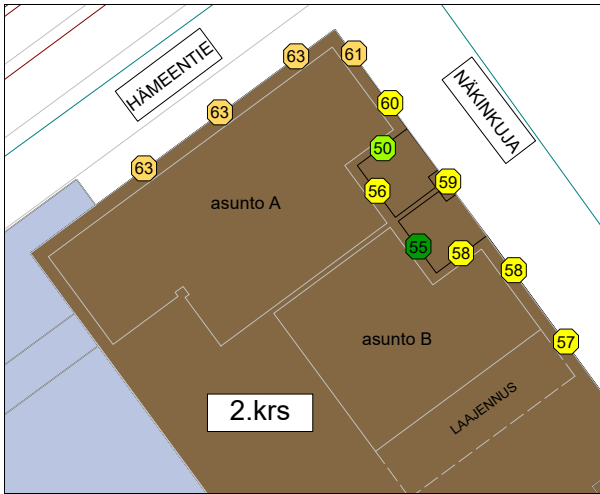 HÄMEENTIE
NÄKINKUJA
63
61
63
60
63
50
59
56
asunto A
55
58
58
asunto B
57
LAAJENNUS
2.krs